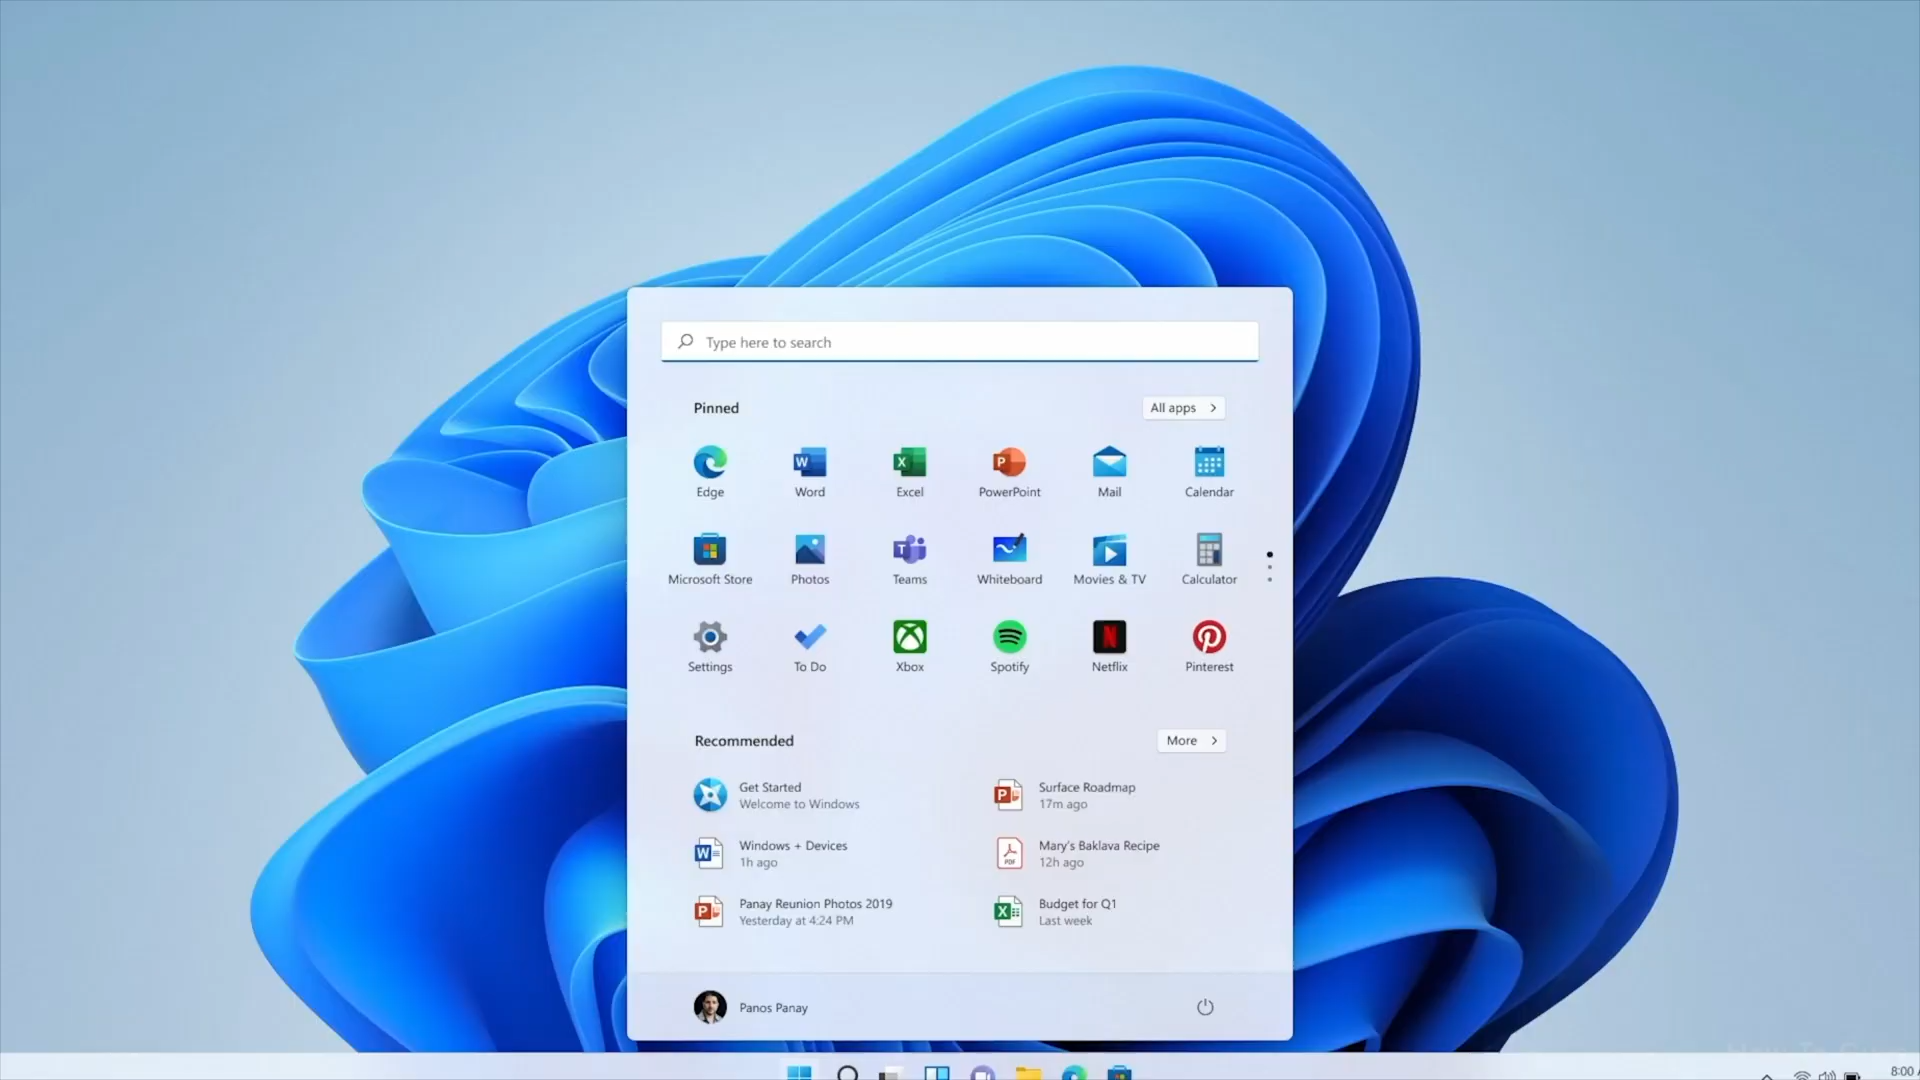 Type here to search
Pinned
All apps
Edge
Word
Excel
PowerPoint
Mail
Calendar
Microsoft Store
Photos
Teams
Whiteboard
Movies & TV
Calculator
Settings
To Do
Xbox
Spotify
Netflix
Pinterest
Recommended
More
Get Started
Welcome to Windows
Surface Roadmap
17m ago
Windows + Devices
1h ago
Mary's Baklava Recipe
12h ago
Panay Reunion Photos 2019
Yesterday at 4:24 PM
Budget for Q1
Last week
Panos Panay
8:00